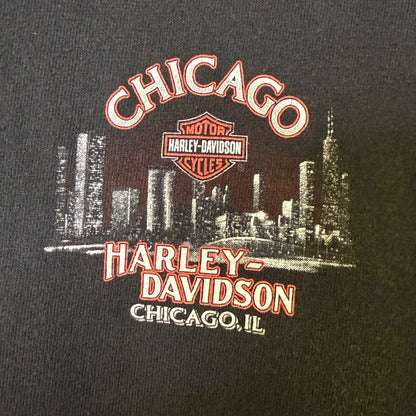 CHICAGO
MOTOR
HARLEY-DAVIDSON
CYCLES
HARLEY-
DAVIDSON
CHICAGO, IL